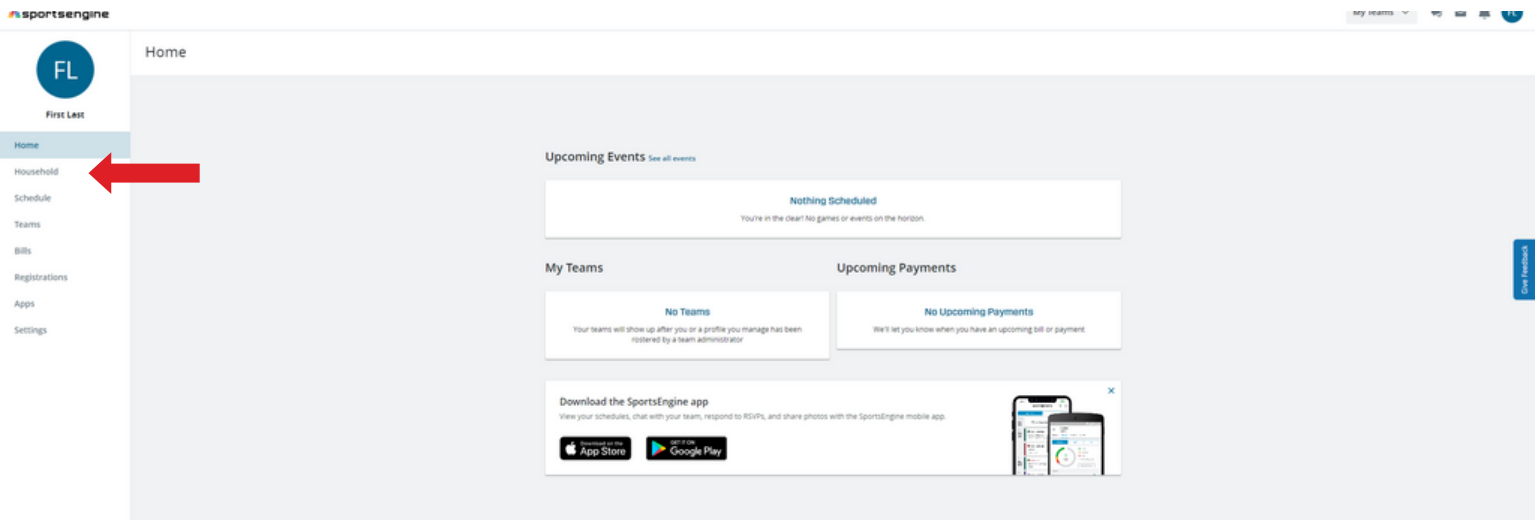 sportsengine
My Teams
FL
FL
First Last
Home
Household
Schedule
Teams
Bills
Registrations
Apps
Settings
Home
Upcoming Events See all events
Nothing Scheduled
You're in the clear! No games or events on the horizon.
My Teams
No Teams
Your teams will show up after you or a profile you manage has been
rostered by a team administrator
Upcoming Payments
No Upcoming Payments
We'll let you know when you have an upcoming bill or payment
Download the SportsEngine app
View your schedules, chat with your team, respond to RSVPs, and share photos with the SportsEngine mobile app.
Download on the
App Store
GET IT ON
Google Play
Give Feedback